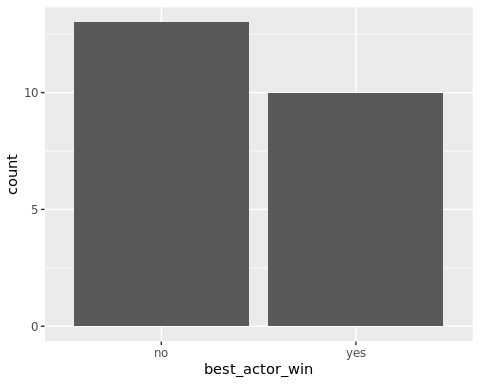 count
10
5
0
no yes
best_actor_win